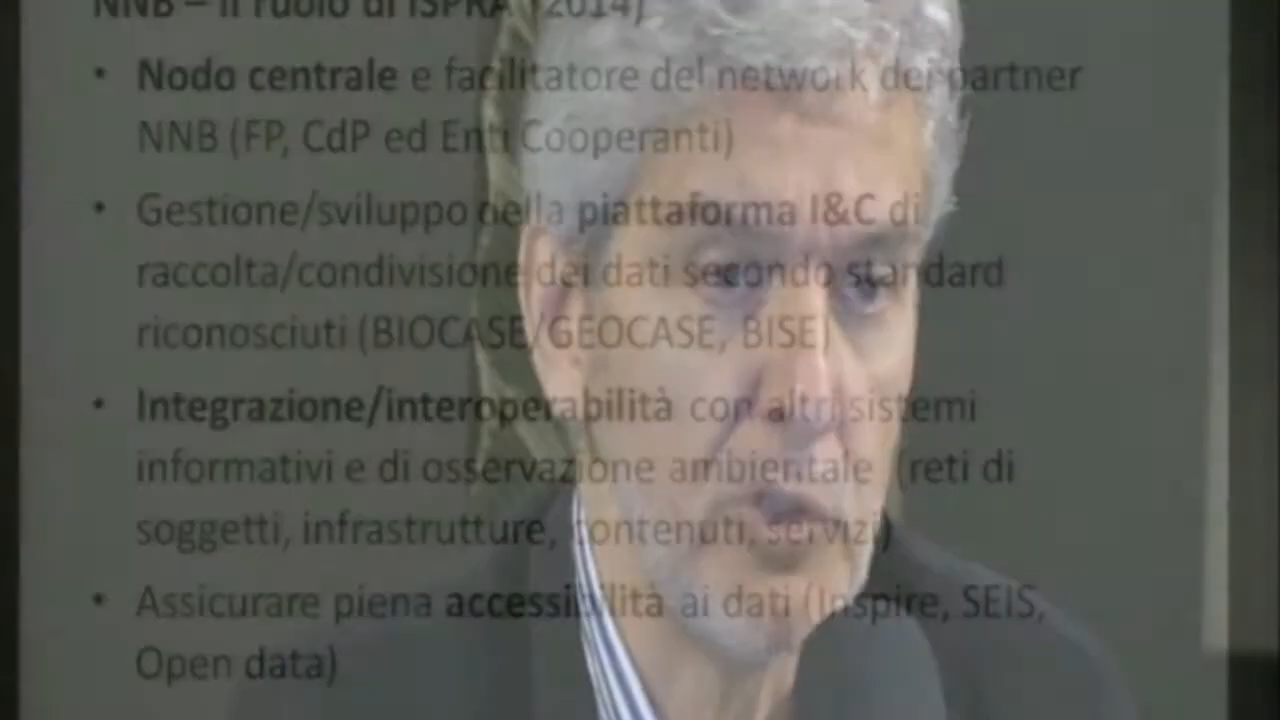 NNB – Il ruolo di ISPRA (2014)
• Nodo centrale e facilitatore del network dei partner
NNB (FP, CdP ed Enti Cooperanti)
• Gestione/sviluppo della piattaforma I&C di
raccolta/condivisione dei dati secondo standard
riconosciuti (BIOCASE/GEOCASE, BISE)
• Integrazione/interoperabilità con altri sistemi
informativi e di osservazione ambientale (reti di
soggetti, infrastrutture, contenuti, servizi)
• Assicurare piena accessibilità ai dati (Inspire, SEIS,
Open data)